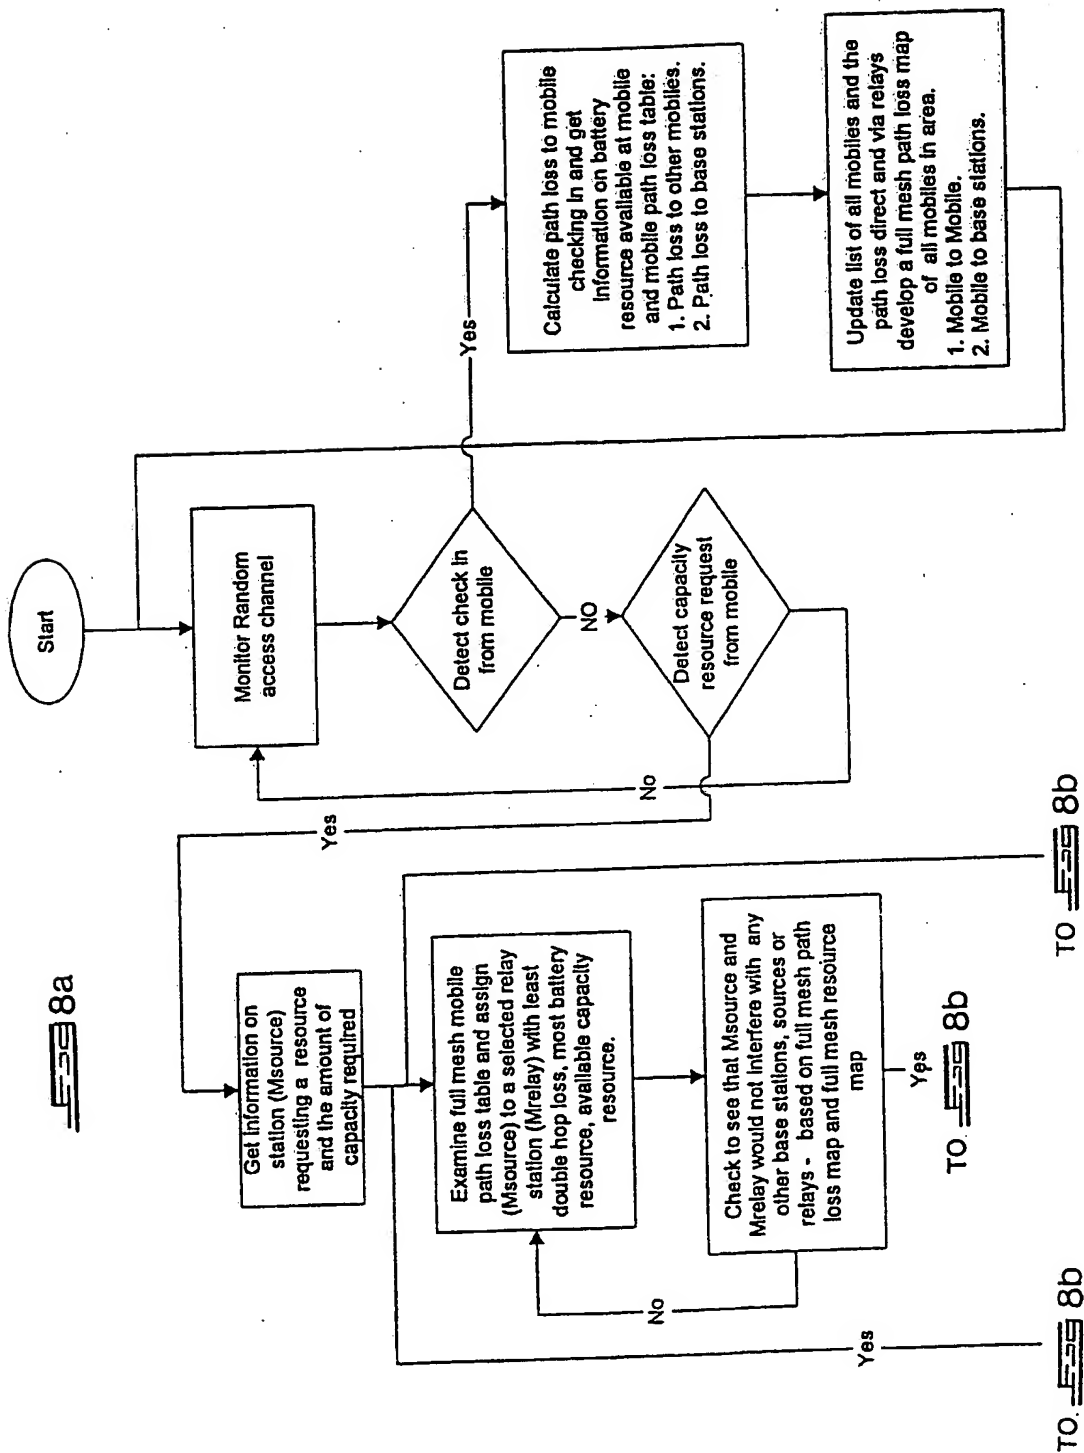 Fig 8a
Start
Monitor Random
access channel
Detect check in
from mobile
Yes
NO
Calculate path loss to mobile
checking in and get
information on battery
resource available at mobile
and mobile path loss table:
1. Path loss to other mobiles.
2. Path loss to base stations.
Update list of all mobiles and the
path loss direct and via relays
develop a full mesh path loss map
of all mobiles in area.
1. Mobile to Mobile.
2. Mobile to base stations.
Detect capacity
resource request
from mobile
No
Yes
Get information on
station (Msource)
requesting a resource
and the amount of
capacity required
Examine full mesh mobile
path loss table and assign
(Msource) to a selected relay
station (Mrelay) with least
double hop loss, most battery
resource, available capacity
resource.
Check to see that Msource and
Mrelay would not interfere with any
other base stations, sources or
relays - based on full mesh path
loss map and full mesh resource
map
No
Yes
Yes
TO Fig 8b
TO. Fig 8b
TO. Fig 8b